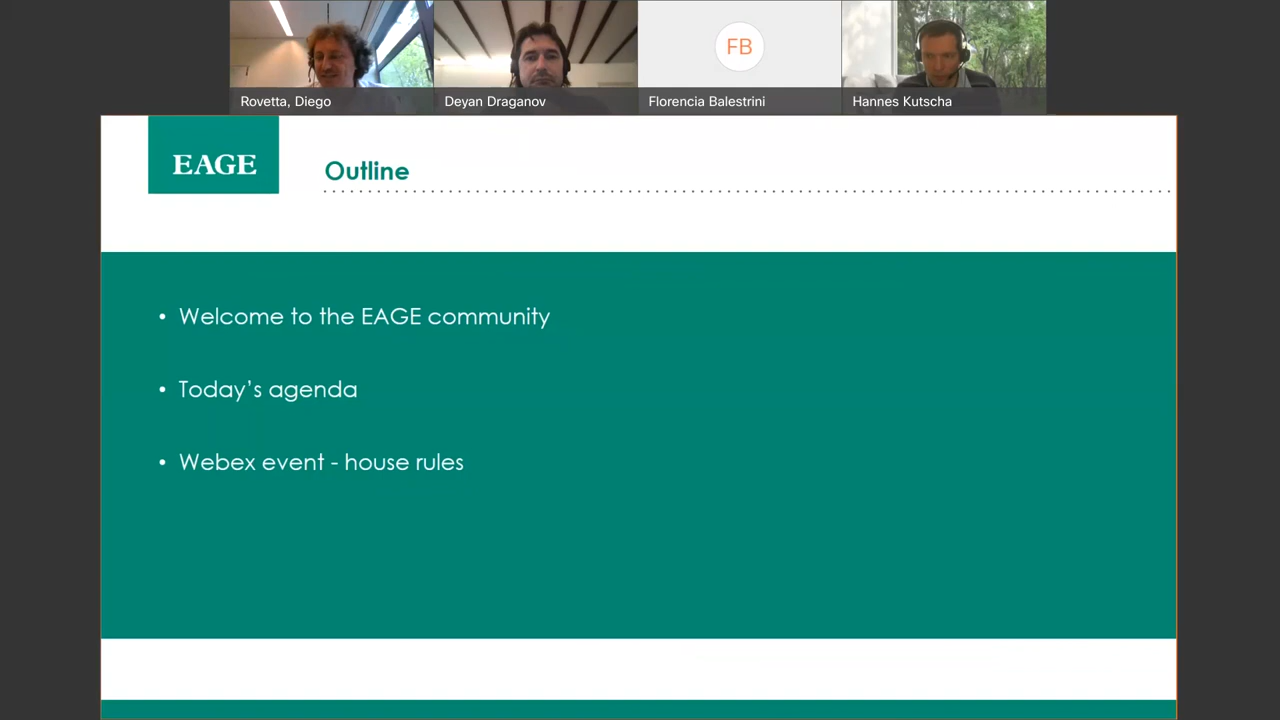 FB
Rovetta, Diego
Deyan Draganov
Florencia Balestrini
Hannes Kutscha
EAGE
Outline
• Welcome to the EAGE community
• Today's agenda
• Webex event - house rules